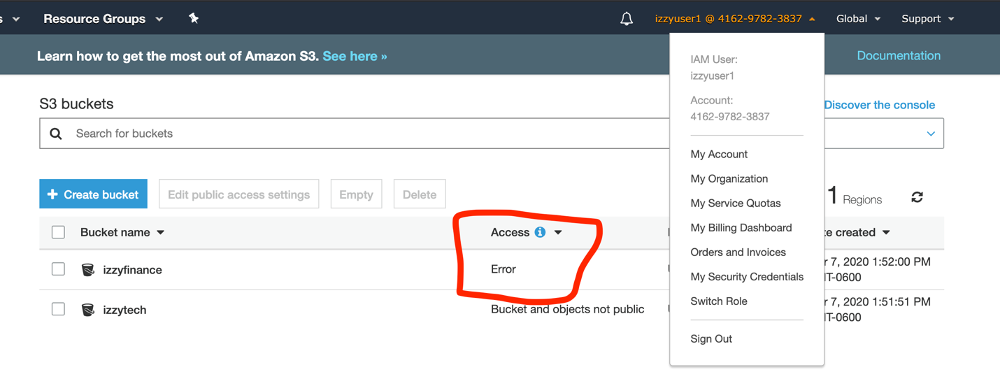 s
Resource Groups
izzyuser1 @ 4162-9782-3837
Global
Support
Learn how to get the most out of Amazon S3. See here »
Documentation
IAM User:
izzyuser1
Account:
4162-9782-3837
My Account
My Organization
My Service Quotas
My Billing Dashboard
Orders and Invoices
My Security Credentials
Switch Role
Sign Out
S3 buckets
Discover the console
Search for buckets
+ Create bucket
Edit public access settings
Empty
Delete
1 Regions
Bucket name
Access
te created
izzyfinance
Error
r 7, 2020 1:52:00 PM
T-0600
izzytech
Bucket and objects not public
r 7, 2020 1:51:51 PM
T-0600